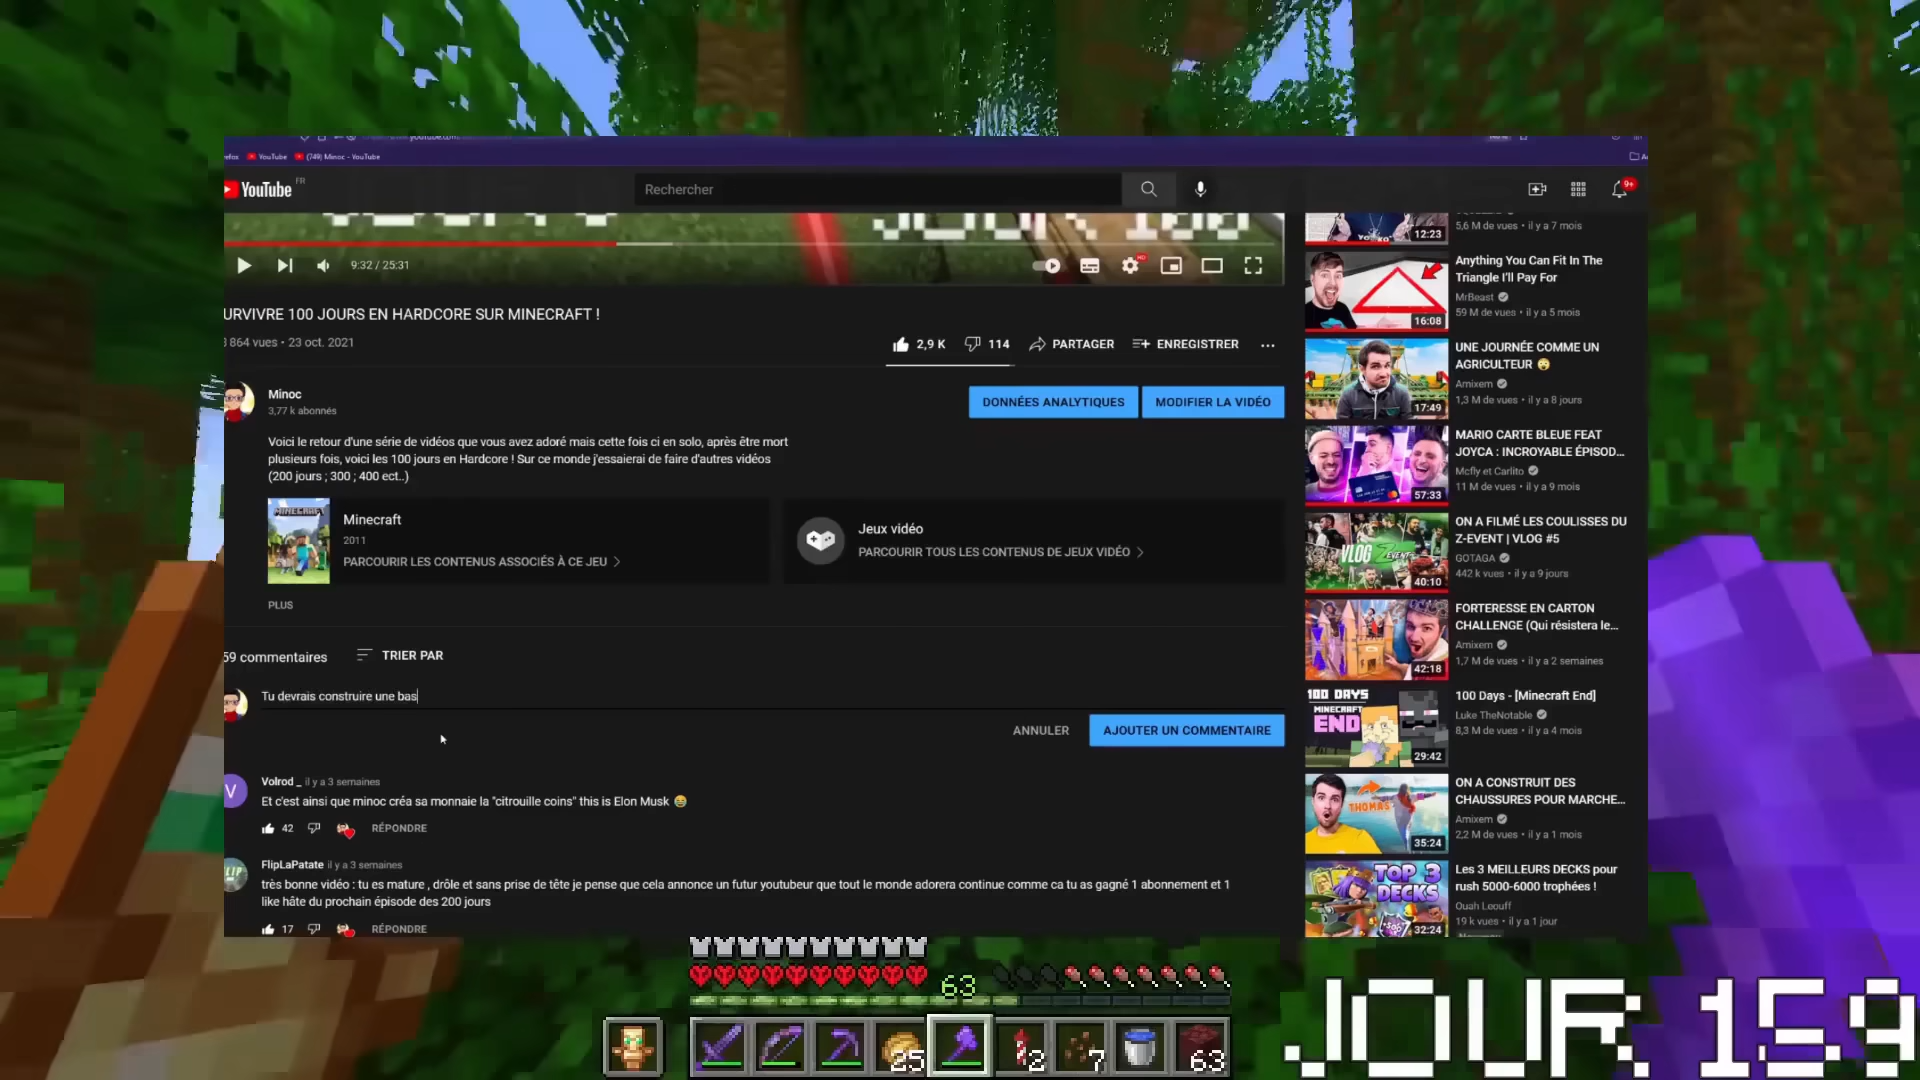 YouTube
(749) Minoc - YouTube
YouTube FR
Rechercher
9+
JOUR 100
9:32 / 25:31
HD
URVIVRE 100 JOURS EN HARDCORE SUR MINECRAFT !
864 vues • 23 oct. 2021
2,9 K
114
PARTAGER
ENREGISTRER
Minoc
3,77 k abonnés
DONNÉES ANALYTIQUES
MODIFIER LA VIDÉO
Voici le retour d'une série de vidéos que vous avez adoré mais cette fois ci en solo, après être mort
plusieurs fois, voici les 100 jours en Hardcore ! Sur ce monde j'essaierai de faire d'autres vidéos
(200 jours ; 300 ; 400 ect..)
MINECRAFT
Minecraft
2011
PARCOURIR LES CONTENUS ASSOCIÉS À CE JEU
Jeux vidéo
PARCOURIR TOUS LES CONTENUS DE JEUX VIDÉO
PLUS
59 commentaires
TRIER PAR
Tu devrais construire une bas
ANNULER
AJOUTER UN COMMENTAIRE
V
Volrod _ il y a 3 semaines
Et c'est ainsi que minoc créa sa monnaie la "citrouille coins" this is Elon Musk 😂
42
RÉPONDRE
FlipLaPatate il y a 3 semaines
très bonne vidéo : tu es mature , drôle et sans prise de tête je pense que cela annonce un futur youtubeur que tout le monde adorera continue comme ca tu as gagné 1 abonnement et 1
like hâte du prochain épisode des 200 jours
17
RÉPONDRE
12:23
5,6 M de vues • il y a 7 mois
16:08
Anything You Can Fit In The
Triangle I'll Pay For
MrBeast
59 M de vues • il y a 5 mois
17:49
UNE JOURNÉE COMME UN
AGRICULTEUR 😰
Amixem
1,3 M de vues • il y a 8 jours
57:33
MARIO CARTE BLEUE FEAT
JOYCA : INCROYABLE ÉPISOD...
Mcfly et Carlito
11 M de vues • il y a 9 mois
VLOG Z EVENT
40:10
ON A FILMÉ LES COULISSES DU
Z-EVENT | VLOG #5
GOTAGA
442 k vues • il y a 9 jours
42:18
FORTERESSE EN CARTON
CHALLENGE (Qui résistera le...
Amixem
1,7 M de vues • il y a 2 semaines
100 DAYS
MINECRAFT
END
29:42
100 Days - [Minecraft End]
Luke TheNotable
8,3 M de vues • il y a 4 mois
THOMAS
35:24
ON A CONSTRUIT DES
CHAUSSURES POUR MARCHE...
Amixem
2,2 M de vues • il y a 1 mois
TOP 3
DECKS
32:24
Les 3 MEILLEURS DECKS pour
rush 5000-6000 trophées !
Ouah Leouff
19 k vues • il y a 1 jour
63
25
2
7
63
JOUR 159